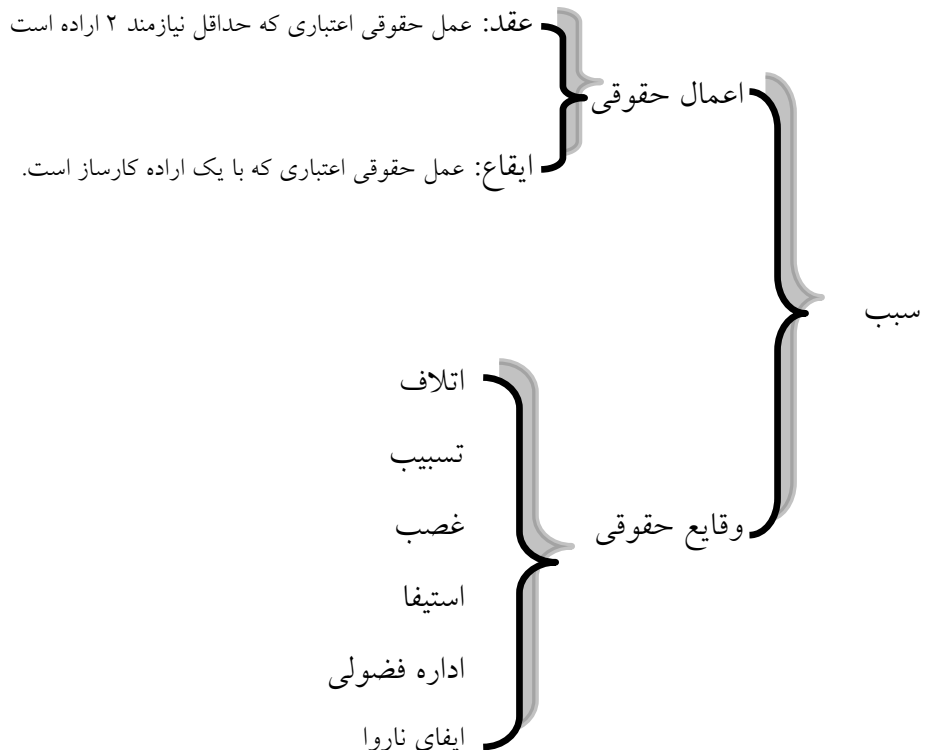 سبب
اعمال حقوقی
عقد: عمل حقوقی اعتباری که حداقل نیازمند ۲ اراده است
ایقاع: عمل حقوقی اعتباری که با یک اراده کارساز است.
وقایع حقوقی
اتلاف
تسبیب
غصب
استیفا
اداره فضولی
ایفای ناروا